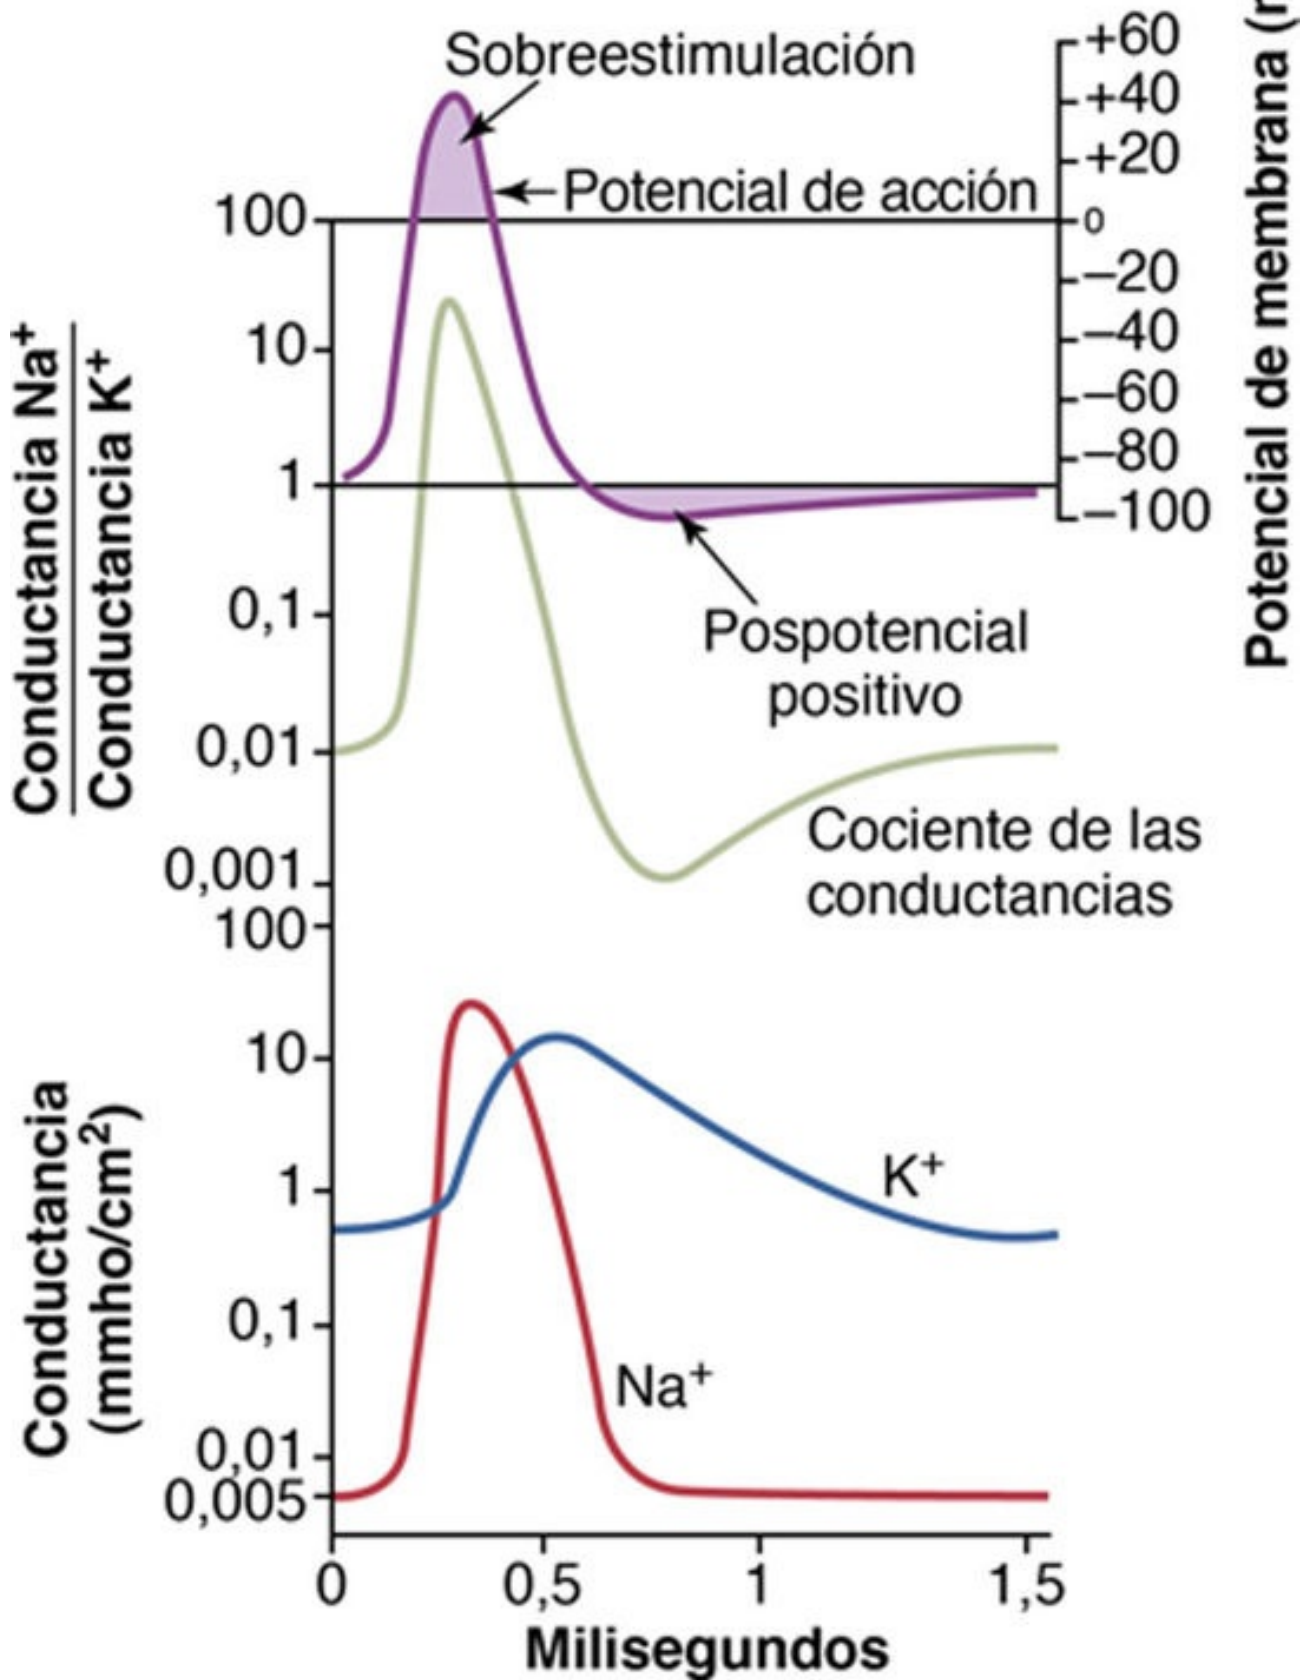 Sobreestimulación
Potencial de acción
100
10
1
0,1
0,01
0,001
Conductancia Na⁺
Conductancia K⁺
+60
+40
+20
0
–20
–40
–60
–80
–100
Potencial de membrana
Pospotencial
positivo
Cociente de las
conductancias
100
10
1
0,1
0,01
0,005
Conductancia
(mmho/cm²)
K⁺
Na⁺
0 0,5 1 1,5
Milisegundos